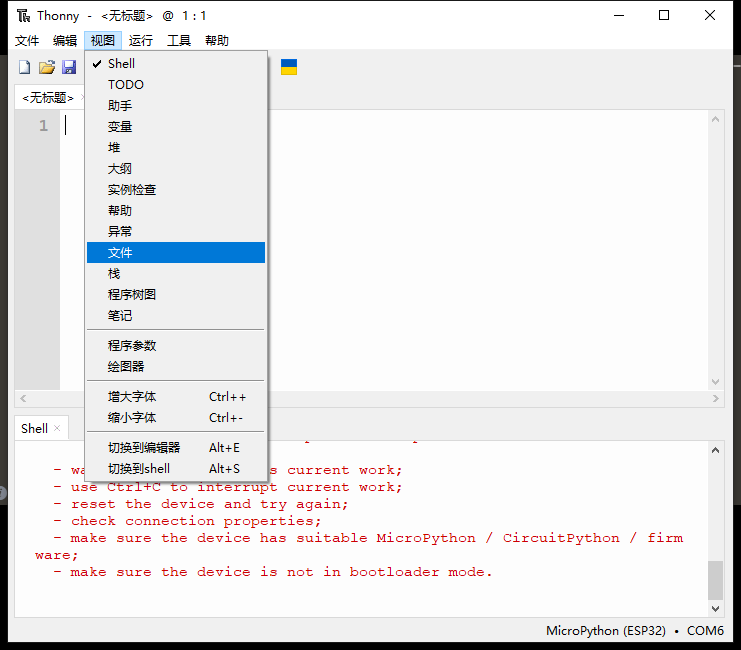 Thonny - <无标题> @ 1 : 1
文件 编辑 视图 运行 工具 帮助
<无标题>
1
✓ Shell
TODO
助手
变量
堆
大纲
实例检查
帮助
异常
文件
栈
程序树图
笔记
程序参数
绘图器
增大字体 Ctrl++
缩小字体 Ctrl+-
切换到编辑器 Alt+E
切换到shell Alt+S
Shell
- wa s current work;
- use Ctrl+C to interrupt current work;
- reset the device and try again;
- check connection properties;
- make sure the device has suitable MicroPython / CircuitPython / firm
ware;
- make sure the device is not in bootloader mode.
MicroPython (ESP32) • COM6